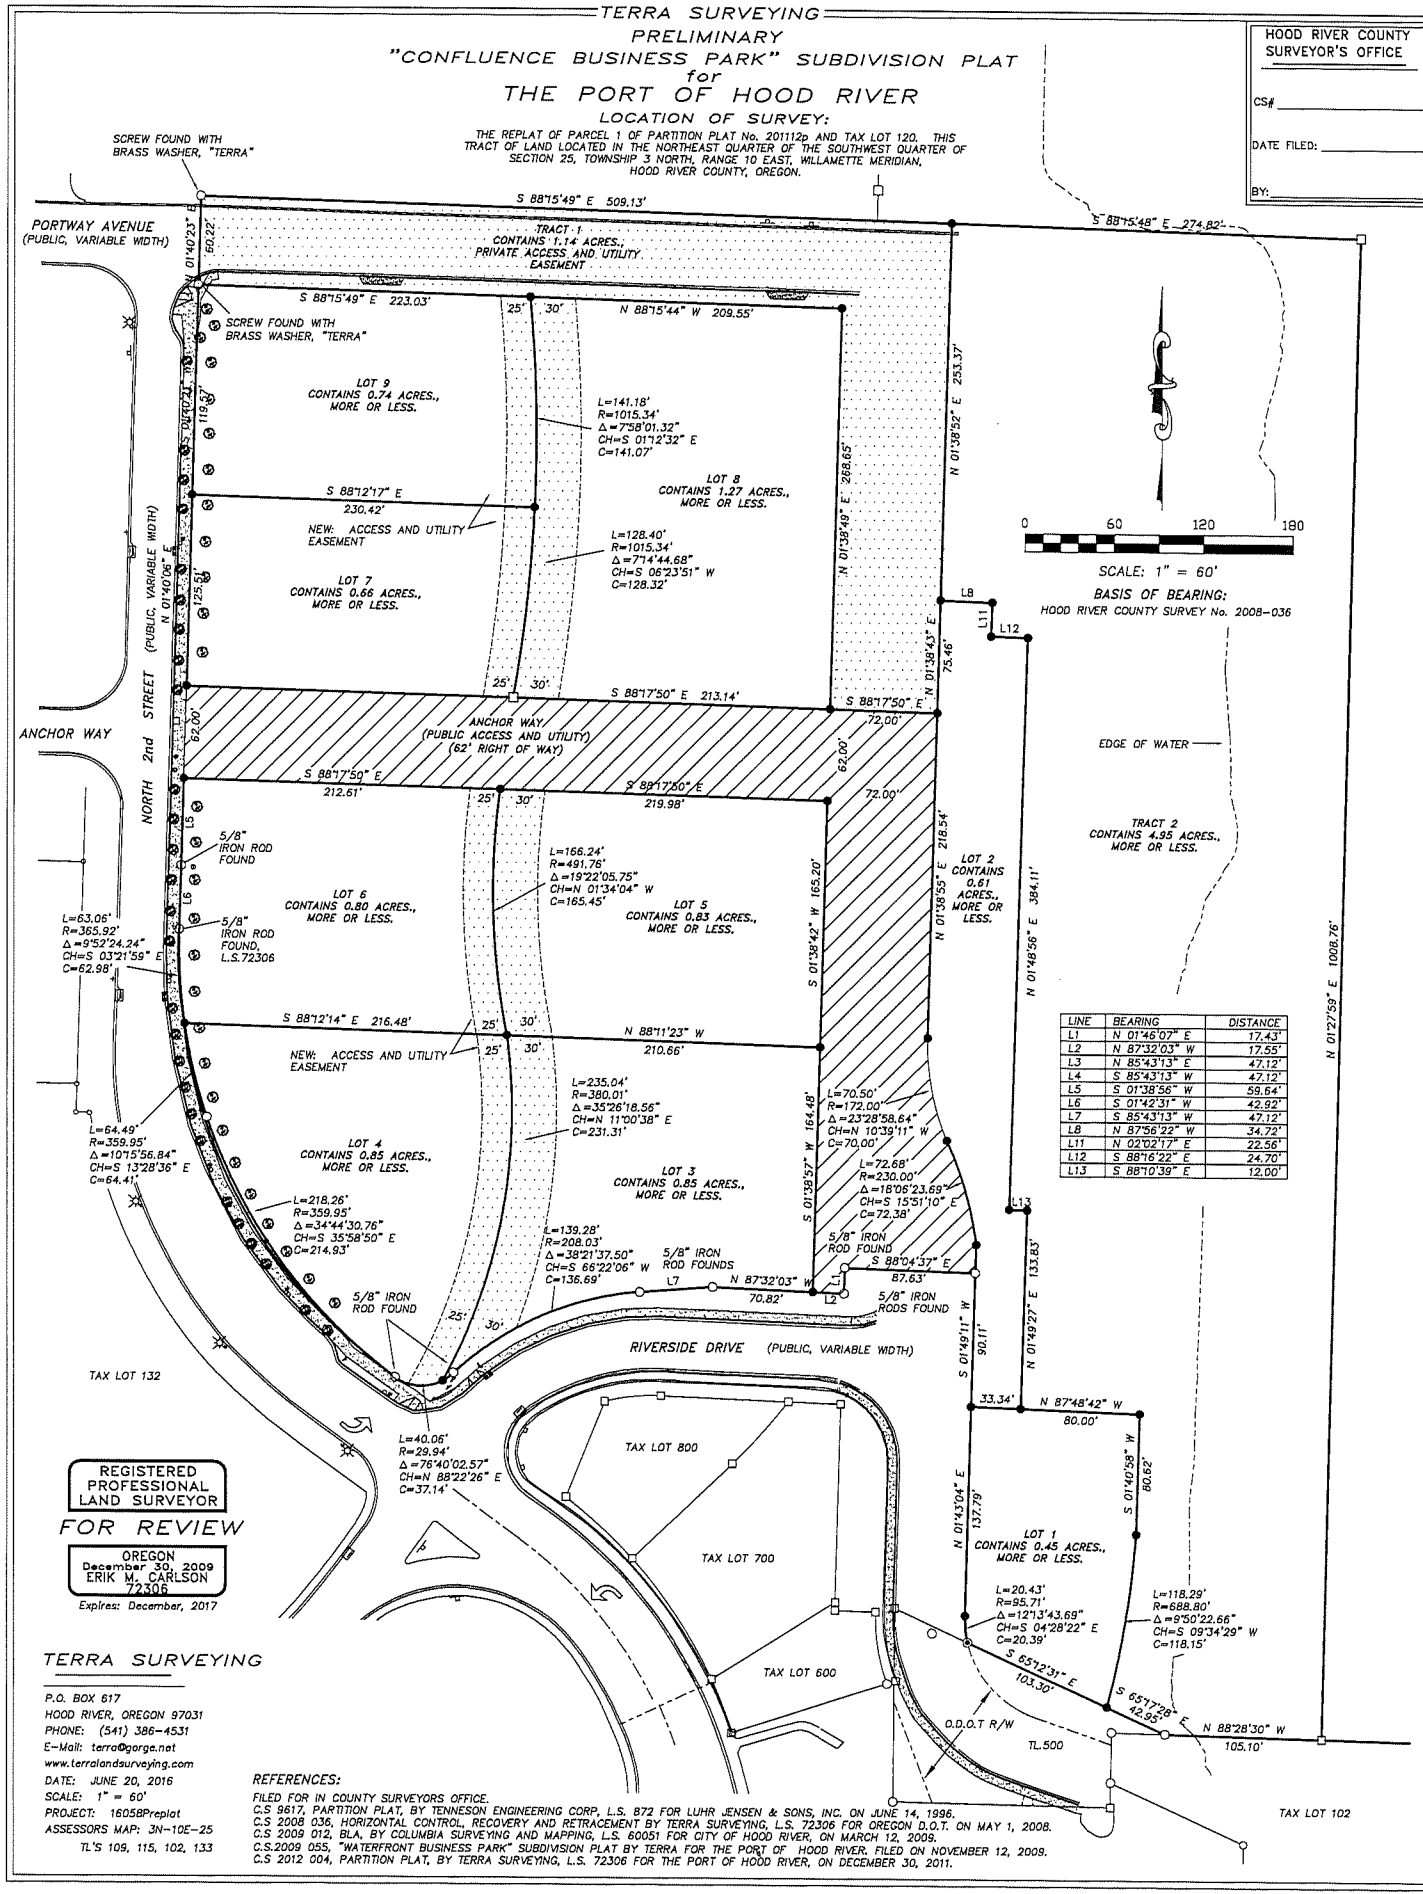 TERRA SURVEYING
PRELIMINARY
"CONFLUENCE BUSINESS PARK" SUBDIVISION PLAT
for
THE PORT OF HOOD RIVER
LOCATION OF SURVEY:
THE REPLAT OF PARCEL 1 OF PARTITION PLAT No. 201112p AND TAX LOT 120. THIS
TRACT OF LAND LOCATED IN THE NORTHEAST QUARTER OF THE SOUTHWEST QUARTER OF
SECTION 25, TOWNSHIP 3 NORTH, RANGE 10 EAST, WILLAMETTE MERIDIAN,
HOOD RIVER COUNTY, OREGON.
HOOD RIVER COUNTY
SURVEYOR'S OFFICE
CS#
DATE FILED:
BY:
SCREW FOUND WITH
BRASS WASHER, "TERRA"
PORTWAY AVENUE
(PUBLIC, VARIABLE WIDTH)
N 01°40'23" E
60.22'
S 88°15'49" E 509.13'
S 88°15'48" E 274.82'
TRACT 1
CONTAINS 1.14 ACRES.,
PRIVATE ACCESS AND UTILITY
EASEMENT
S 88°15'49" E 223.03'
25' 30'
N 88°15'44" W 209.55'
SCREW FOUND WITH
BRASS WASHER, "TERRA"
119.57'
LOT 9
CONTAINS 0.74 ACRES.,
MORE OR LESS.
L=141.18'
R=1015.34'
Δ=7°58'01.32"
CH=S 01°12'32" E
C=141.07'
N 01°38'52" E 253.37'
N 01°38'49" E 268.65'
LOT 8
CONTAINS 1.27 ACRES.,
MORE OR LESS.
S 88°12'17" E
230.42'
NEW: ACCESS AND UTILITY
EASEMENT
L=128.40'
R=1015.34'
Δ=7°14'44.68"
CH=S 06°23'51" W
C=128.32'
0 60 120 180
SCALE: 1" = 60'
BASIS OF BEARING:
HOOD RIVER COUNTY SURVEY No. 2008-036
LOT 7
CONTAINS 0.66 ACRES.,
MORE OR LESS.
N 01°40'06" E
125.51'
NORTH 2nd STREET (PUBLIC, VARIABLE WIDTH)
L8
L11
L12
N 01°38'43" E
75.46'
25' 30'
S 88°17'50" E 213.14'
S 88°17'50" E
72.00'
ANCHOR WAY
62.00'
ANCHOR WAY
(PUBLIC ACCESS AND UTILITY)
(62' RIGHT OF WAY)
62.00'
EDGE OF WATER
S 88°17'50" E
212.61'
25' 30'
S 88°17'50" E
219.98'
72.00'
L5
5/8"
IRON ROD
FOUND
L6
L=166.24'
R=491.76'
Δ=19°22'05.75"
CH=N 01°34'04" W
C=165.45'
TRACT 2
CONTAINS 4.95 ACRES.,
MORE OR LESS.
LOT 2
CONTAINS
0.61
ACRES.,
MORE OR
LESS.
LOT 6
CONTAINS 0.80 ACRES.,
MORE OR LESS.
LOT 5
CONTAINS 0.83 ACRES.,
MORE OR LESS.
S 01°38'42" W 165.20'
N 01°38'55" E 218.54'
N 01°48'56" E 384.11'
N 01°27'59" E 1008.76'
L=63.06'
R=365.92'
Δ=9°52'24.24"
CH=S 03°21'59" E
C=62.98'
5/8"
IRON ROD
FOUND,
L.S.72306
S 88°12'14" E 216.48'
25' 30'
25' 30'
N 88°11'23" W
210.66'
NEW: ACCESS AND UTILITY
EASEMENT
LINE BEARING DISTANCE
L1 N 01°46'07" E 17.43'
L2 N 87°32'03" W 17.55'
L3 N 85°43'13" E 47.12'
L4 S 85°43'13" W 47.12'
L5 S 01°38'56" W 59.64'
L6 S 01°42'31" W 42.92'
L7 S 85°43'13" W 47.12'
L8 N 87°56'22" W 34.72'
L11 N 02°02'17" E 22.56'
L12 S 88°16'22" E 24.70'
L13 S 88°10'39" E 12.00'
L=235.04'
R=380.01'
Δ=35°26'18.56"
CH=N 11°00'38" E
C=231.31'
L=70.50'
R=172.00'
Δ=23°28'58.64"
CH=N 10°39'11" W
C=70.00'
L=64.49'
R=359.95'
Δ=10°15'56.84"
CH=S 13°28'36" E
C=64.41'
LOT 4
CONTAINS 0.85 ACRES.,
MORE OR LESS.
LOT 3
CONTAINS 0.85 ACRES.,
MORE OR LESS.
S 01°38'57" W 164.48'
L=72.68'
R=230.00'
Δ=18°06'23.69"
CH=S 15°51'10" E
C=72.38'
L=218.26'
R=359.95'
Δ=34°44'30.76"
CH=S 35°58'50" E
C=214.93'
L=139.28'
R=208.03'
Δ=38°21'37.50"
CH=S 66°22'06" W
C=136.69'
5/8" IRON
ROD FOUNDS
5/8" IRON
ROD FOUND
S 88°04'37" E
87.63'
L13
L7
N 87°32'03" W
70.82'
L1
L2
5/8" IRON
RODS FOUND
5/8" IRON
ROD FOUND
25' 30'
N 01°49'27" E 133.83'
S 01°49'11" W
90.11'
RIVERSIDE DRIVE (PUBLIC, VARIABLE WIDTH)
TAX LOT 132
33.34'
N 87°48'42" W
80.00'
L=40.06'
R=29.94'
Δ=76°40'02.57"
CH=N 88°22'26" E
C=37.14'
TAX LOT 800
S 01°40'58" W
80.62'
N 01°43'04" E
137.79'
LOT 1
CONTAINS 0.45 ACRES.,
MORE OR LESS.
TAX LOT 700
L=20.43'
R=95.71'
Δ=12°13'43.69"
CH=S 04°28'22" E
C=20.39'
L=118.29'
R=688.80'
Δ=9°50'22.66"
CH=S 09°34'29" W
C=118.15'
REGISTERED
PROFESSIONAL
LAND SURVEYOR
FOR REVIEW
OREGON
December 30, 2009
ERIK M. CARLSON
72306
Expires: December, 2017
TAX LOT 600
S 65°12'31" E
103.30'
S 65°17'28" E
42.95'
O.D.O.T R/W
TL.500
N 88°28'30" W
105.10'
TAX LOT 102
TERRA SURVEYING
P.O. BOX 617
HOOD RIVER, OREGON 97031
PHONE: (541) 386-4531
E-Mail: terra@gorge.net
www.terralandsurveying.com
DATE: JUNE 20, 2016
SCALE: 1" = 60'
PROJECT: 16058Preplat
ASSESSORS MAP: 3N-10E-25
TL'S 109, 115, 102, 133
REFERENCES:
FILED FOR IN COUNTY SURVEYORS OFFICE.
C.S 9617, PARTITION PLAT, BY TENNESON ENGINEERING CORP, L.S. 872 FOR LUHR JENSEN & SONS, INC. ON JUNE 14, 1996.
C.S 2008 036, HORIZONTAL CONTROL, RECOVERY AND RETRACEMENT BY TERRA SURVEYING, L.S. 72306 FOR OREGON D.O.T. ON MAY 1, 2008.
C.S 2009 012, BLA, BY COLUMBIA SURVEYING AND MAPPING, L.S. 60051 FOR CITY OF HOOD RIVER, ON MARCH 12, 2009.
C.S.2009 055, "WATERFRONT BUSINESS PARK" SUBDIVISION PLAT BY TERRA FOR THE PORT OF HOOD RIVER. FILED ON NOVEMBER 12, 2009.
C.S 2012 004, PARTITION PLAT, BY TERRA SURVEYING, L.S. 72306 FOR THE PORT OF HOOD RIVER, ON DECEMBER 30, 2011.